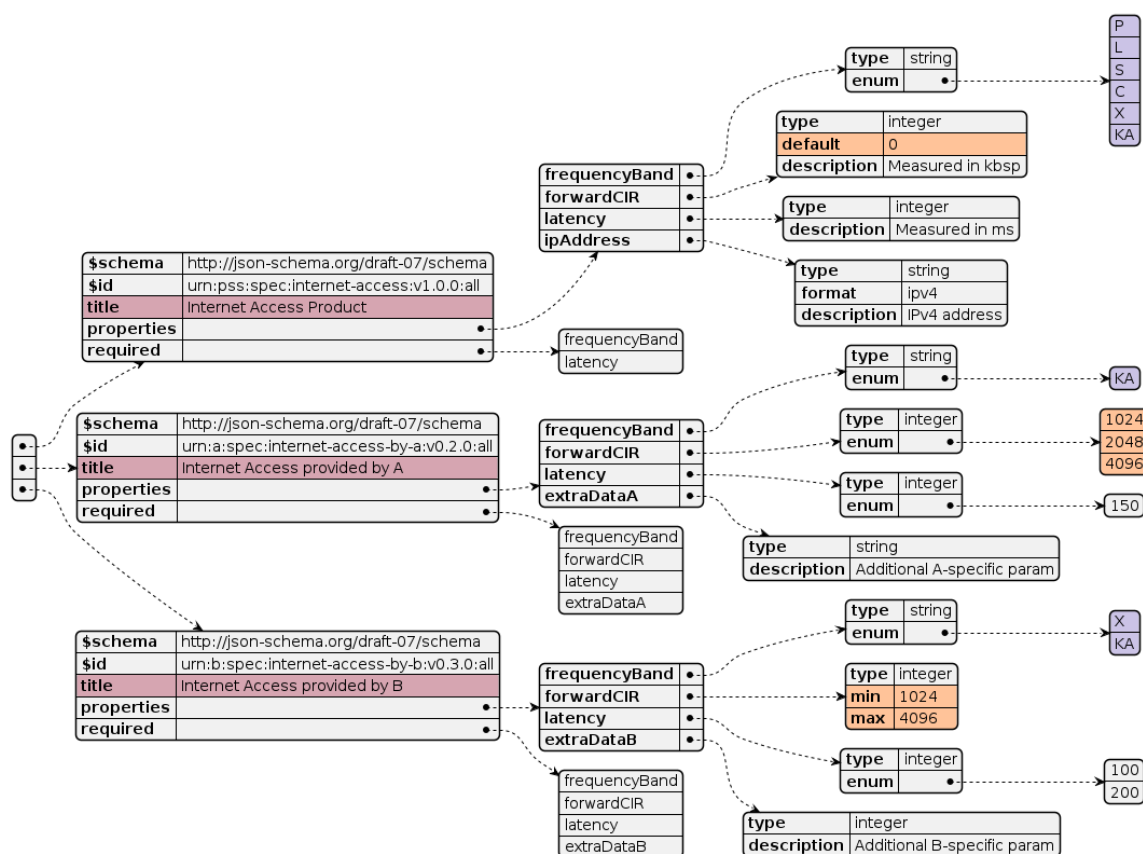 P
L
S
C
X
KA
type string
enum
type integer
default 0
description Measured in kbsp
frequencyBand
forwardCIR
latency
ipAddress
type integer
description Measured in ms
type string
format ipv4
description IPv4 address
$schema http://json-schema.org/draft-07/schema
$id urn:pss:spec:internet-access:v1.0.0:all
title Internet Access Product
properties
required
frequencyBand
latency
type string
enum
KA
$schema http://json-schema.org/draft-07/schema
$id urn:a:spec:internet-access-by-a:v0.2.0:all
title Internet Access provided by A
properties
required
frequencyBand
forwardCIR
latency
extraDataA
type integer
enum
1024
2048
4096
type integer
enum
150
frequencyBand
forwardCIR
latency
extraDataA
type string
description Additional A-specific param
type string
enum
X
KA
$schema http://json-schema.org/draft-07/schema
$id urn:b:spec:internet-access-by-b:v0.3.0:all
title Internet Access provided by B
properties
required
frequencyBand
forwardCIR
latency
extraDataB
type integer
min 1024
max 4096
type integer
enum
100
200
frequencyBand
forwardCIR
latency
extraDataB
type integer
description Additional B-specific param